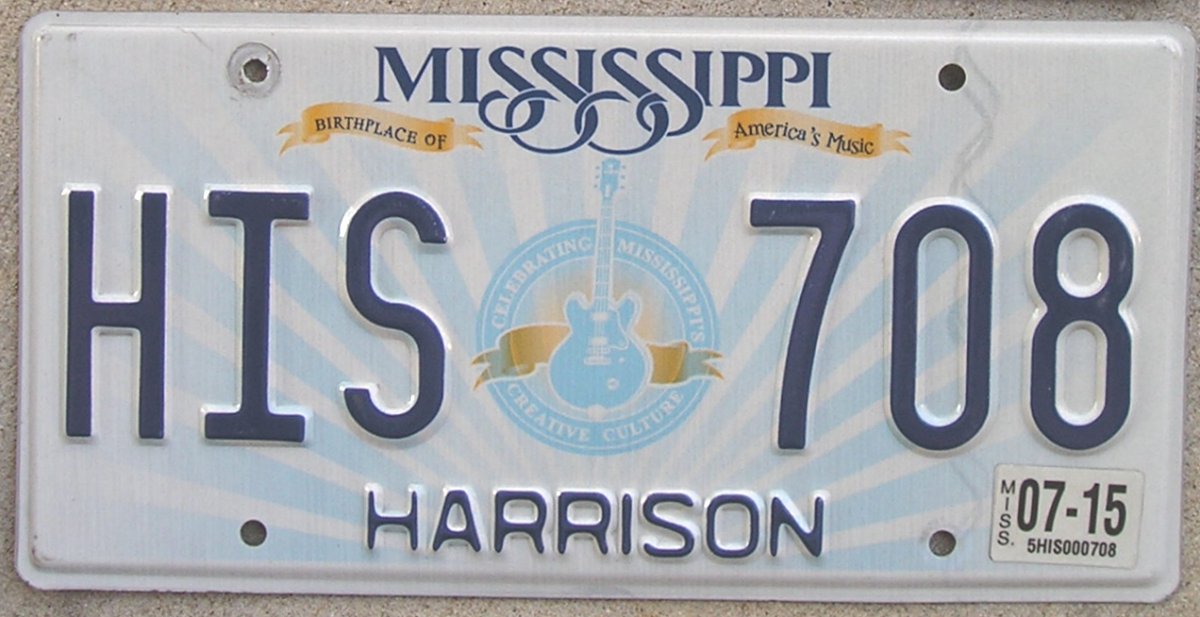 MISSISSIPPI
BIRTHPLACE OF America's Music
HIS 708
CELEBRATING MISSISSIPPI'S
CREATIVE CULTURE
HARRISON
MISS. 07-15
5HIS000708